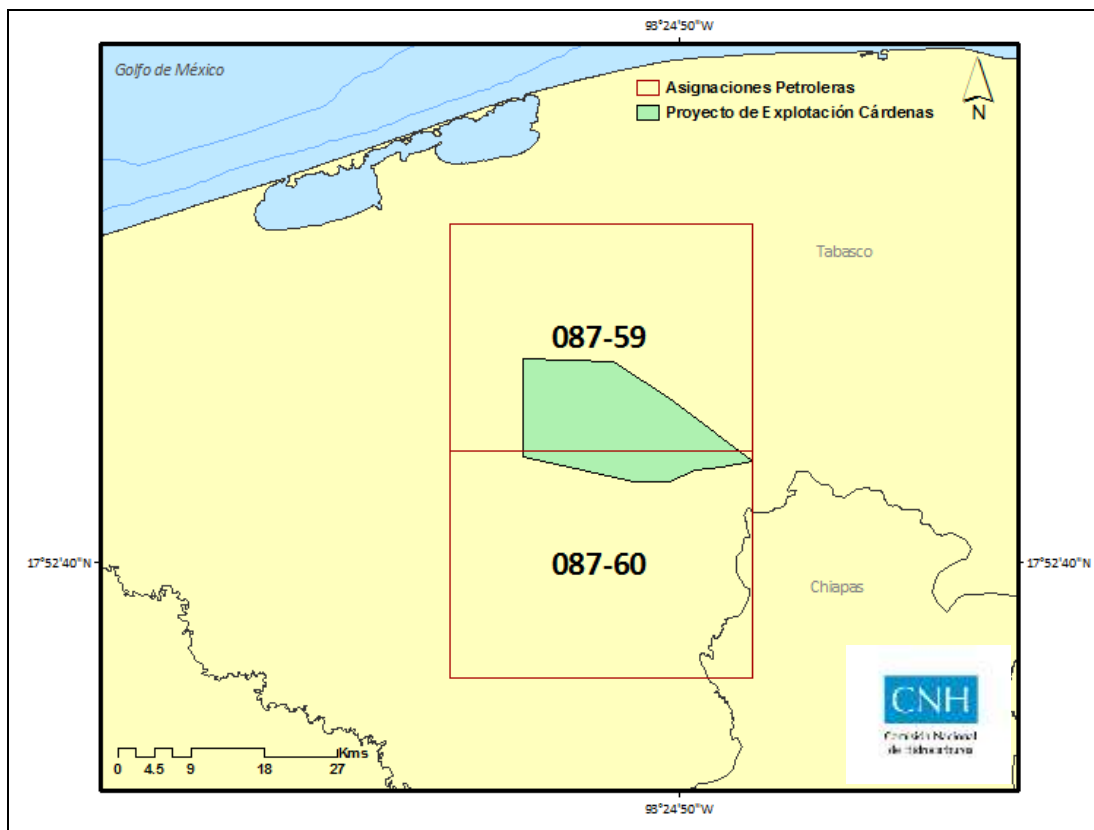 93°24'50"W
Golfo de México
Asignaciones Petroleras
Proyecto de Explotación Cárdenas
N
Tabasco
087-59
17°52'40"N
17°52'40"N
087-60
Chiapas
CNH
Comisión Nacional
de Hidrocarburos
Kms
0 4.5 9 18 27
93°24'50"W